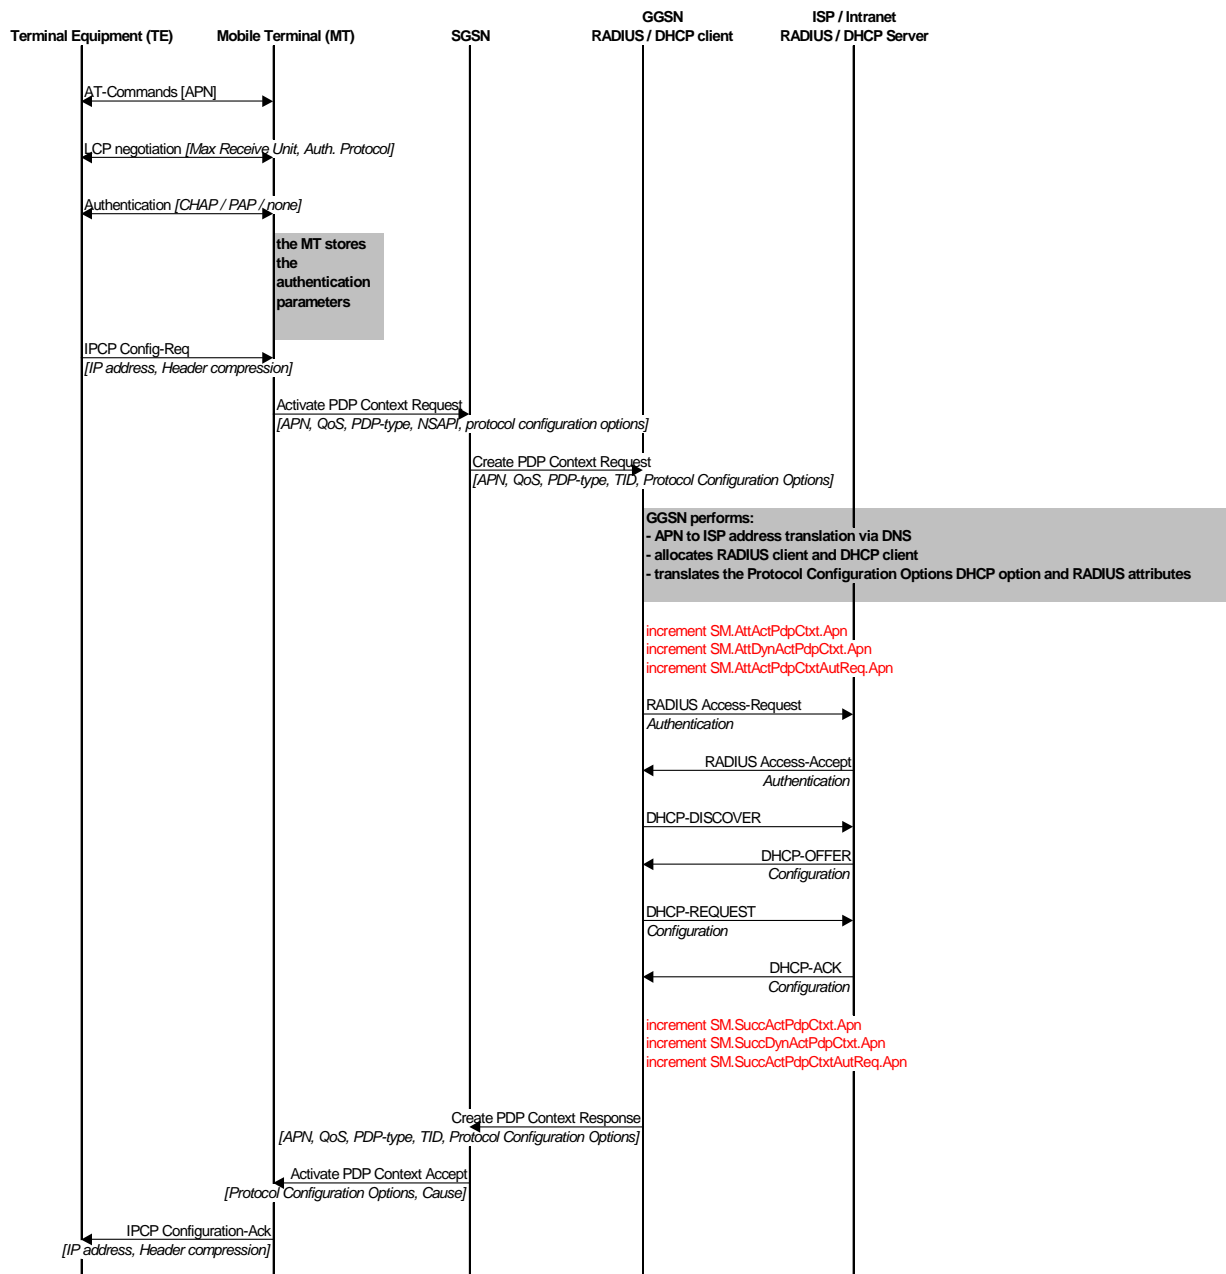 GGSN
ISP / Intranet
Terminal Equipment (TE)
Mobile Terminal (MT)
SGSN
RADIUS / DHCP client
RADIUS / DHCP Server
AT-Commands [APN]
LCP negotiation [Max Receive Unit, Auth. Protocol]
Authentication [CHAP / PAP / none]
the MT stores
the
authentication
parameters
IPCP Config-Req
[IP address, Header compression]
Activate PDP Context Request
[APN, QoS, PDP-type, NSAPI, protocol configuration options]
Create PDP Context Request
[APN, QoS, PDP-type, TID, Protocol Configuration Options]
GGSN performs:
- APN to ISP address translation via DNS
- allocates RADIUS client and DHCP client
- translates the Protocol Configuration Options DHCP option and RADIUS attributes
increment SM.AttActPdpCtxt.Apn
increment SM.AttDynActPdpCtxt.Apn
increment SM.AttActPdpCtxtAutReq.Apn
RADIUS Access-Request
Authentication
RADIUS Access-Accept
Authentication
DHCP-DISCOVER
DHCP-OFFER
Configuration
DHCP-REQUEST
Configuration
DHCP-ACK
Configuration
increment SM.SuccActPdpCtxt.Apn
increment SM.SuccDynActPdpCtxt.Apn
increment SM.SuccActPdpCtxtAutReq.Apn
Create PDP Context Response
[APN, QoS, PDP-type, TID, Protocol Configuration Options]
Activate PDP Context Accept
[Protocol Configuration Options, Cause]
IPCP Configuration-Ack
[IP address, Header compression]